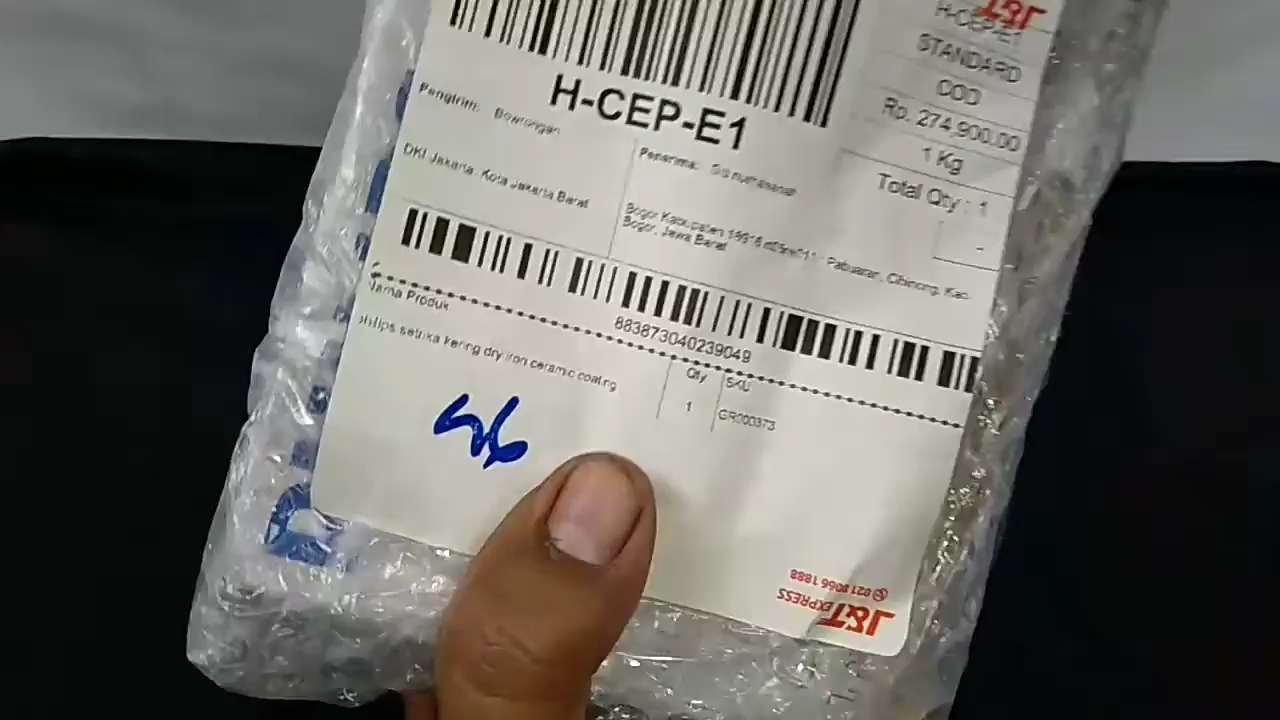 J&T
H-CEP-E1
STANDARD
COD
Rp. 274,900.00
1 Kg
Total Qty : 1
-
H-CEP-E1
Pengirim:
DKI Jakarta, Kota Jakarta Barat
Penerima:
Bogor Kabupaten Pabuaran, Cibinong, Kab.
Bogor, Jawa Barat
883873040239049
Nama Produk
philips setrika kering dry iron ceramic coating
Qty
1
SKU
GR000373
J&T EXPRESS
021 8066 1888